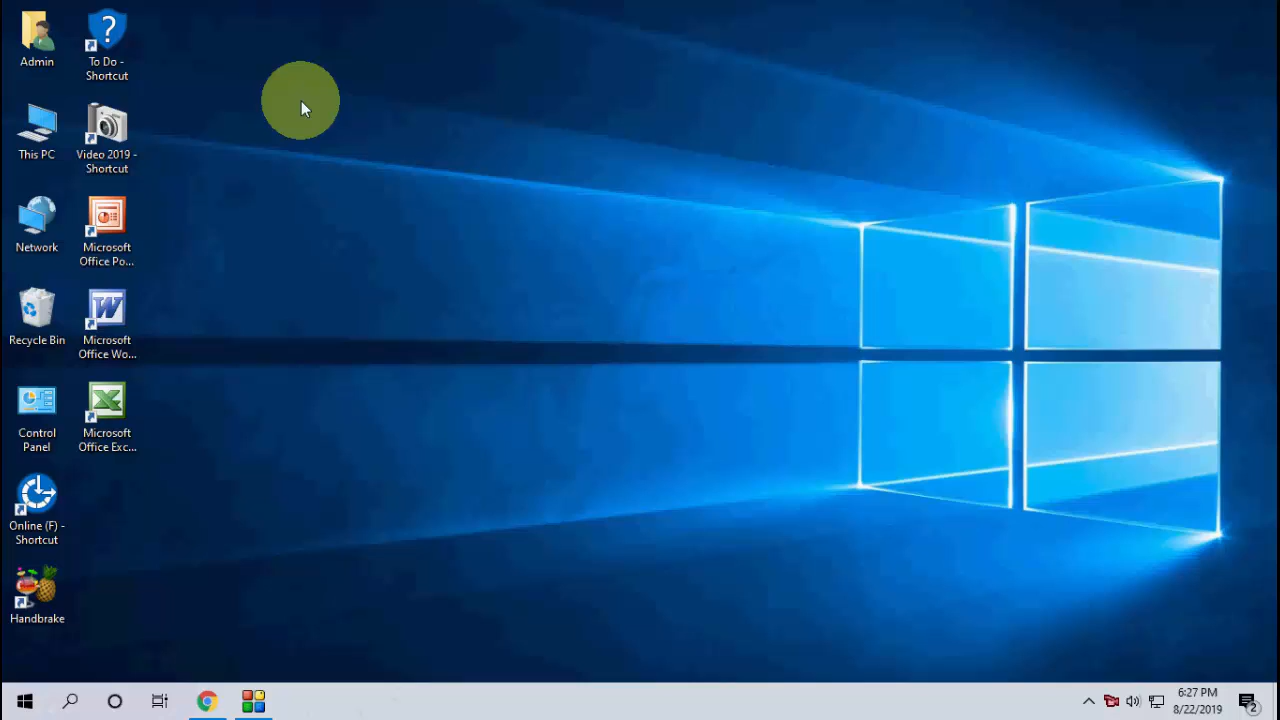 Admin
To Do -
Shortcut
This PC
Video 2019 -
Shortcut
Network
Microsoft
Office Po...
Recycle Bin
Microsoft
Office Wo...
Control
Panel
Microsoft
Office Exc...
Online (F) -
Shortcut
Handbrake
6:27 PM
8/22/2019
2